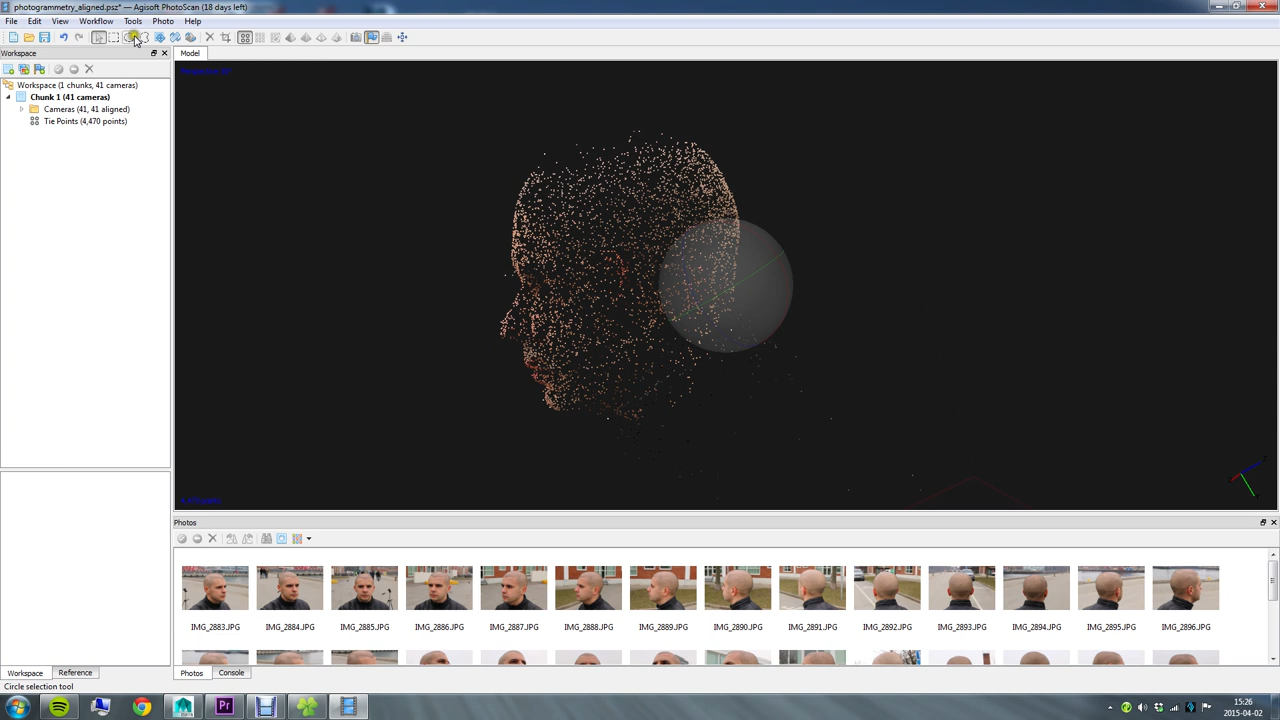 photogrammetry_aligned.psz* — Agisoft PhotoScan (18 days left)
File Edit View Workflow Tools Photo Help
Workspace
Model
Workspace (1 chunks, 41 cameras)
Chunk 1 (41 cameras)
Cameras (41, 41 aligned)
Tie Points (4,470 points)
Photos
IMG_2883.JPG IMG_2884.JPG IMG_2885.JPG IMG_2886.JPG IMG_2887.JPG IMG_2888.JPG IMG_2889.JPG IMG_2890.JPG IMG_2891.JPG IMG_2892.JPG IMG_2893.JPG IMG_2894.JPG IMG_2895.JPG IMG_2896.JPG
Workspace Reference Photos Console
Circle selection tool
Pr
15:26
2015-04-02